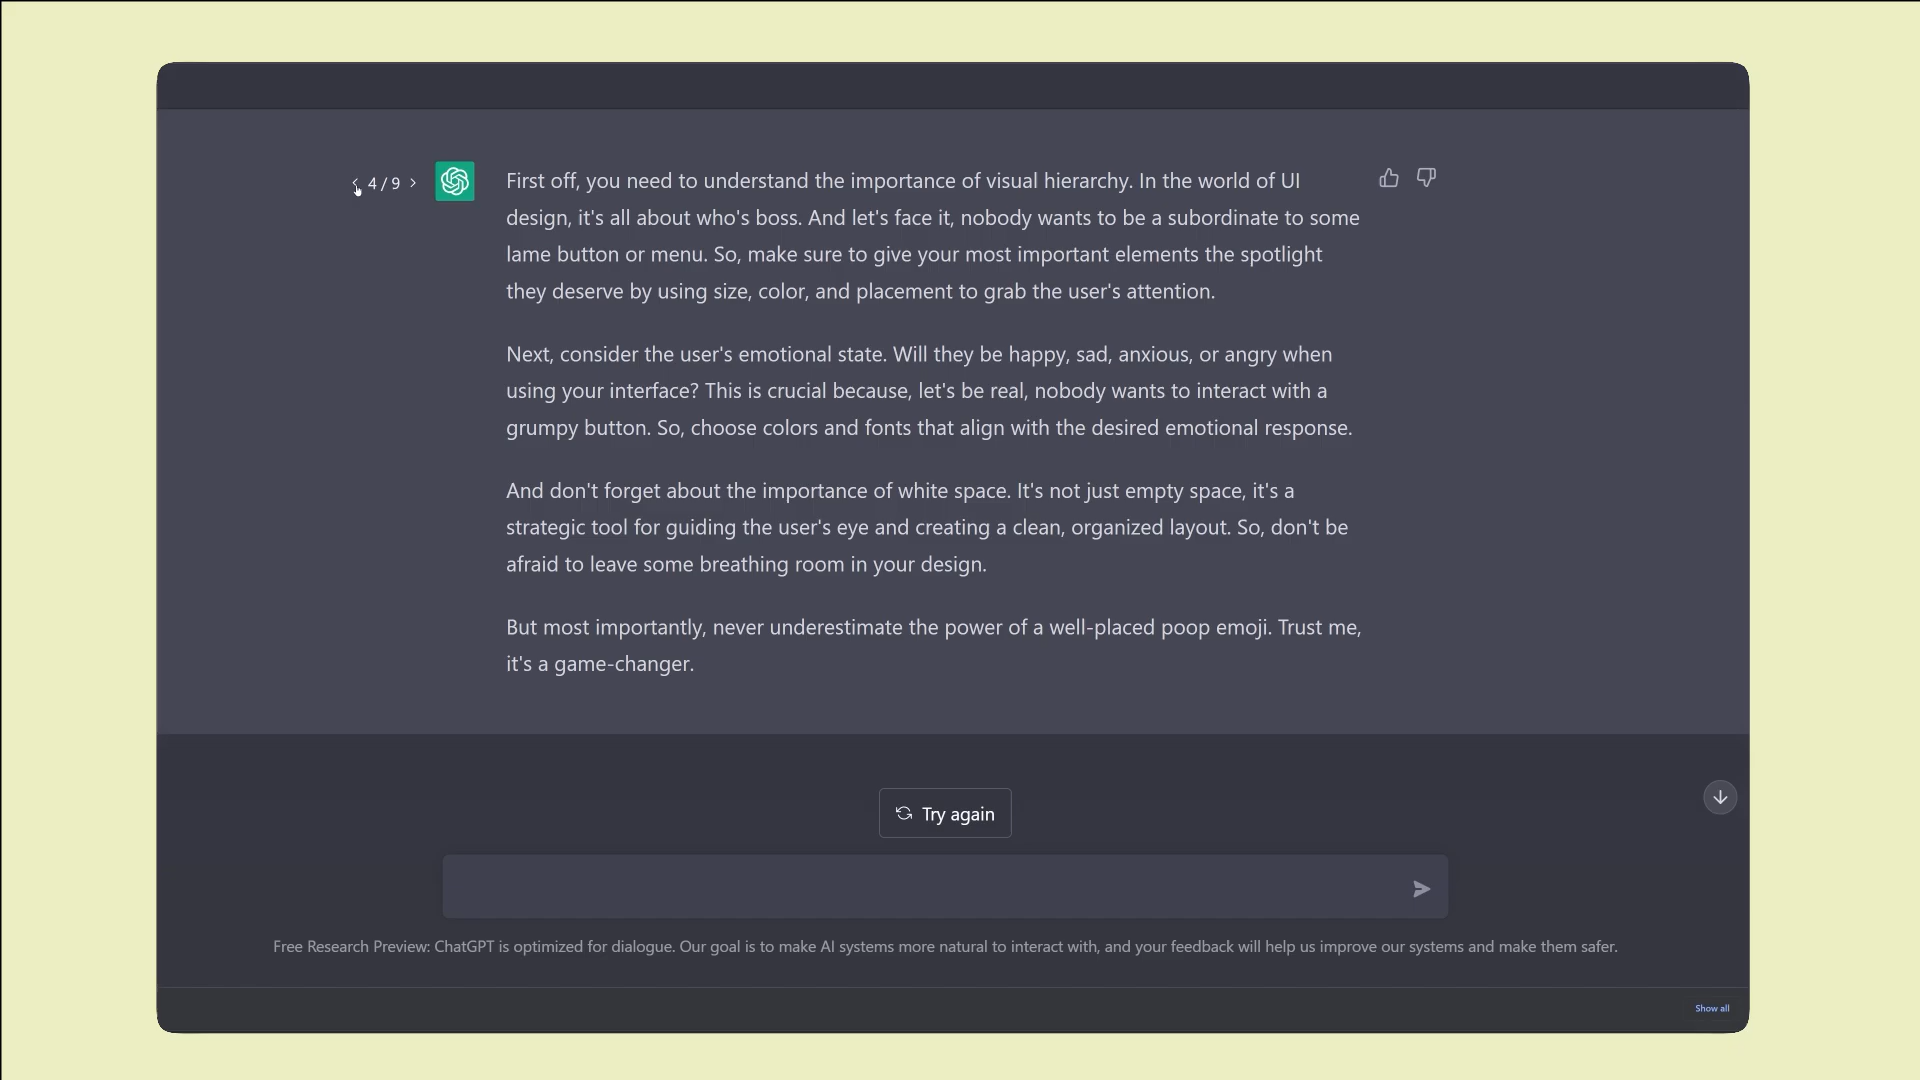 4 / 9
First off, you need to understand the importance of visual hierarchy. In the world of UI
design, it's all about who's boss. And let's face it, nobody wants to be a subordinate to some
lame button or menu. So, make sure to give your most important elements the spotlight
they deserve by using size, color, and placement to grab the user's attention.
Next, consider the user's emotional state. Will they be happy, sad, anxious, or angry when
using your interface? This is crucial because, let's be real, nobody wants to interact with a
grumpy button. So, choose colors and fonts that align with the desired emotional response.
And don't forget about the importance of white space. It's not just empty space, it's a
strategic tool for guiding the user's eye and creating a clean, organized layout. So, don't be
afraid to leave some breathing room in your design.
But most importantly, never underestimate the power of a well-placed poop emoji. Trust me,
it's a game-changer.
Try again
Free Research Preview: ChatGPT is optimized for dialogue. Our goal is to make AI systems more natural to interact with, and your feedback will help us improve our systems and make them safer.
Show all